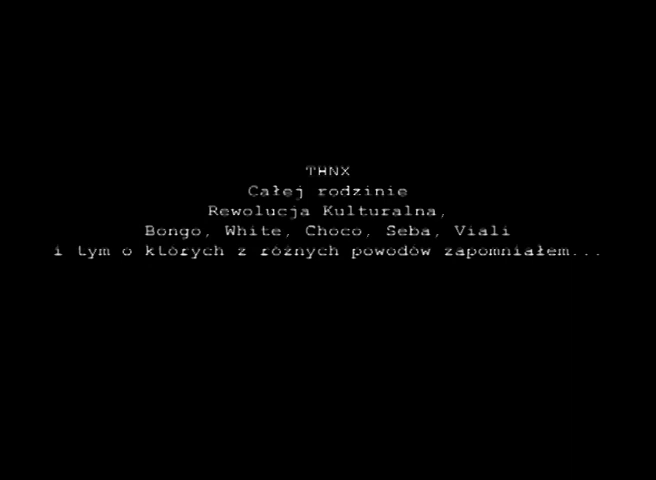 THNX
Całej rodzinie
Rewolucja Kulturalna,
Bongo, White, Choco, Seba, Viali
i tym o których z różnych powodów zapomniałem...